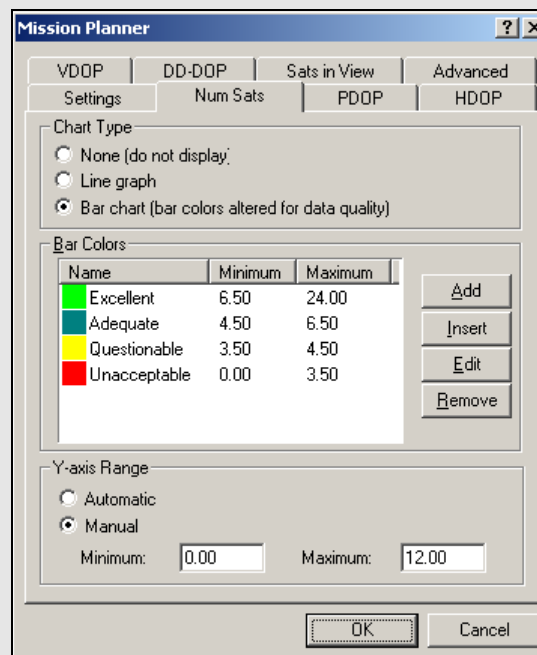 Mission Planner
VDOP DD-DOP Sats in View Advanced
Settings Num Sats PDOP HDOP
Chart Type
None (do not display)
Line graph
Bar chart (bar colors altered for data quality)
Bar Colors
Name Minimum Maximum
Excellent 6.50 24.00
Adequate 4.50 6.50
Questionable 3.50 4.50
Unacceptable 0.00 3.50
Add
Insert
Edit
Remove
Y-axis Range
Automatic
Manual
Minimum: 0.00 Maximum: 12.00
OK Cancel